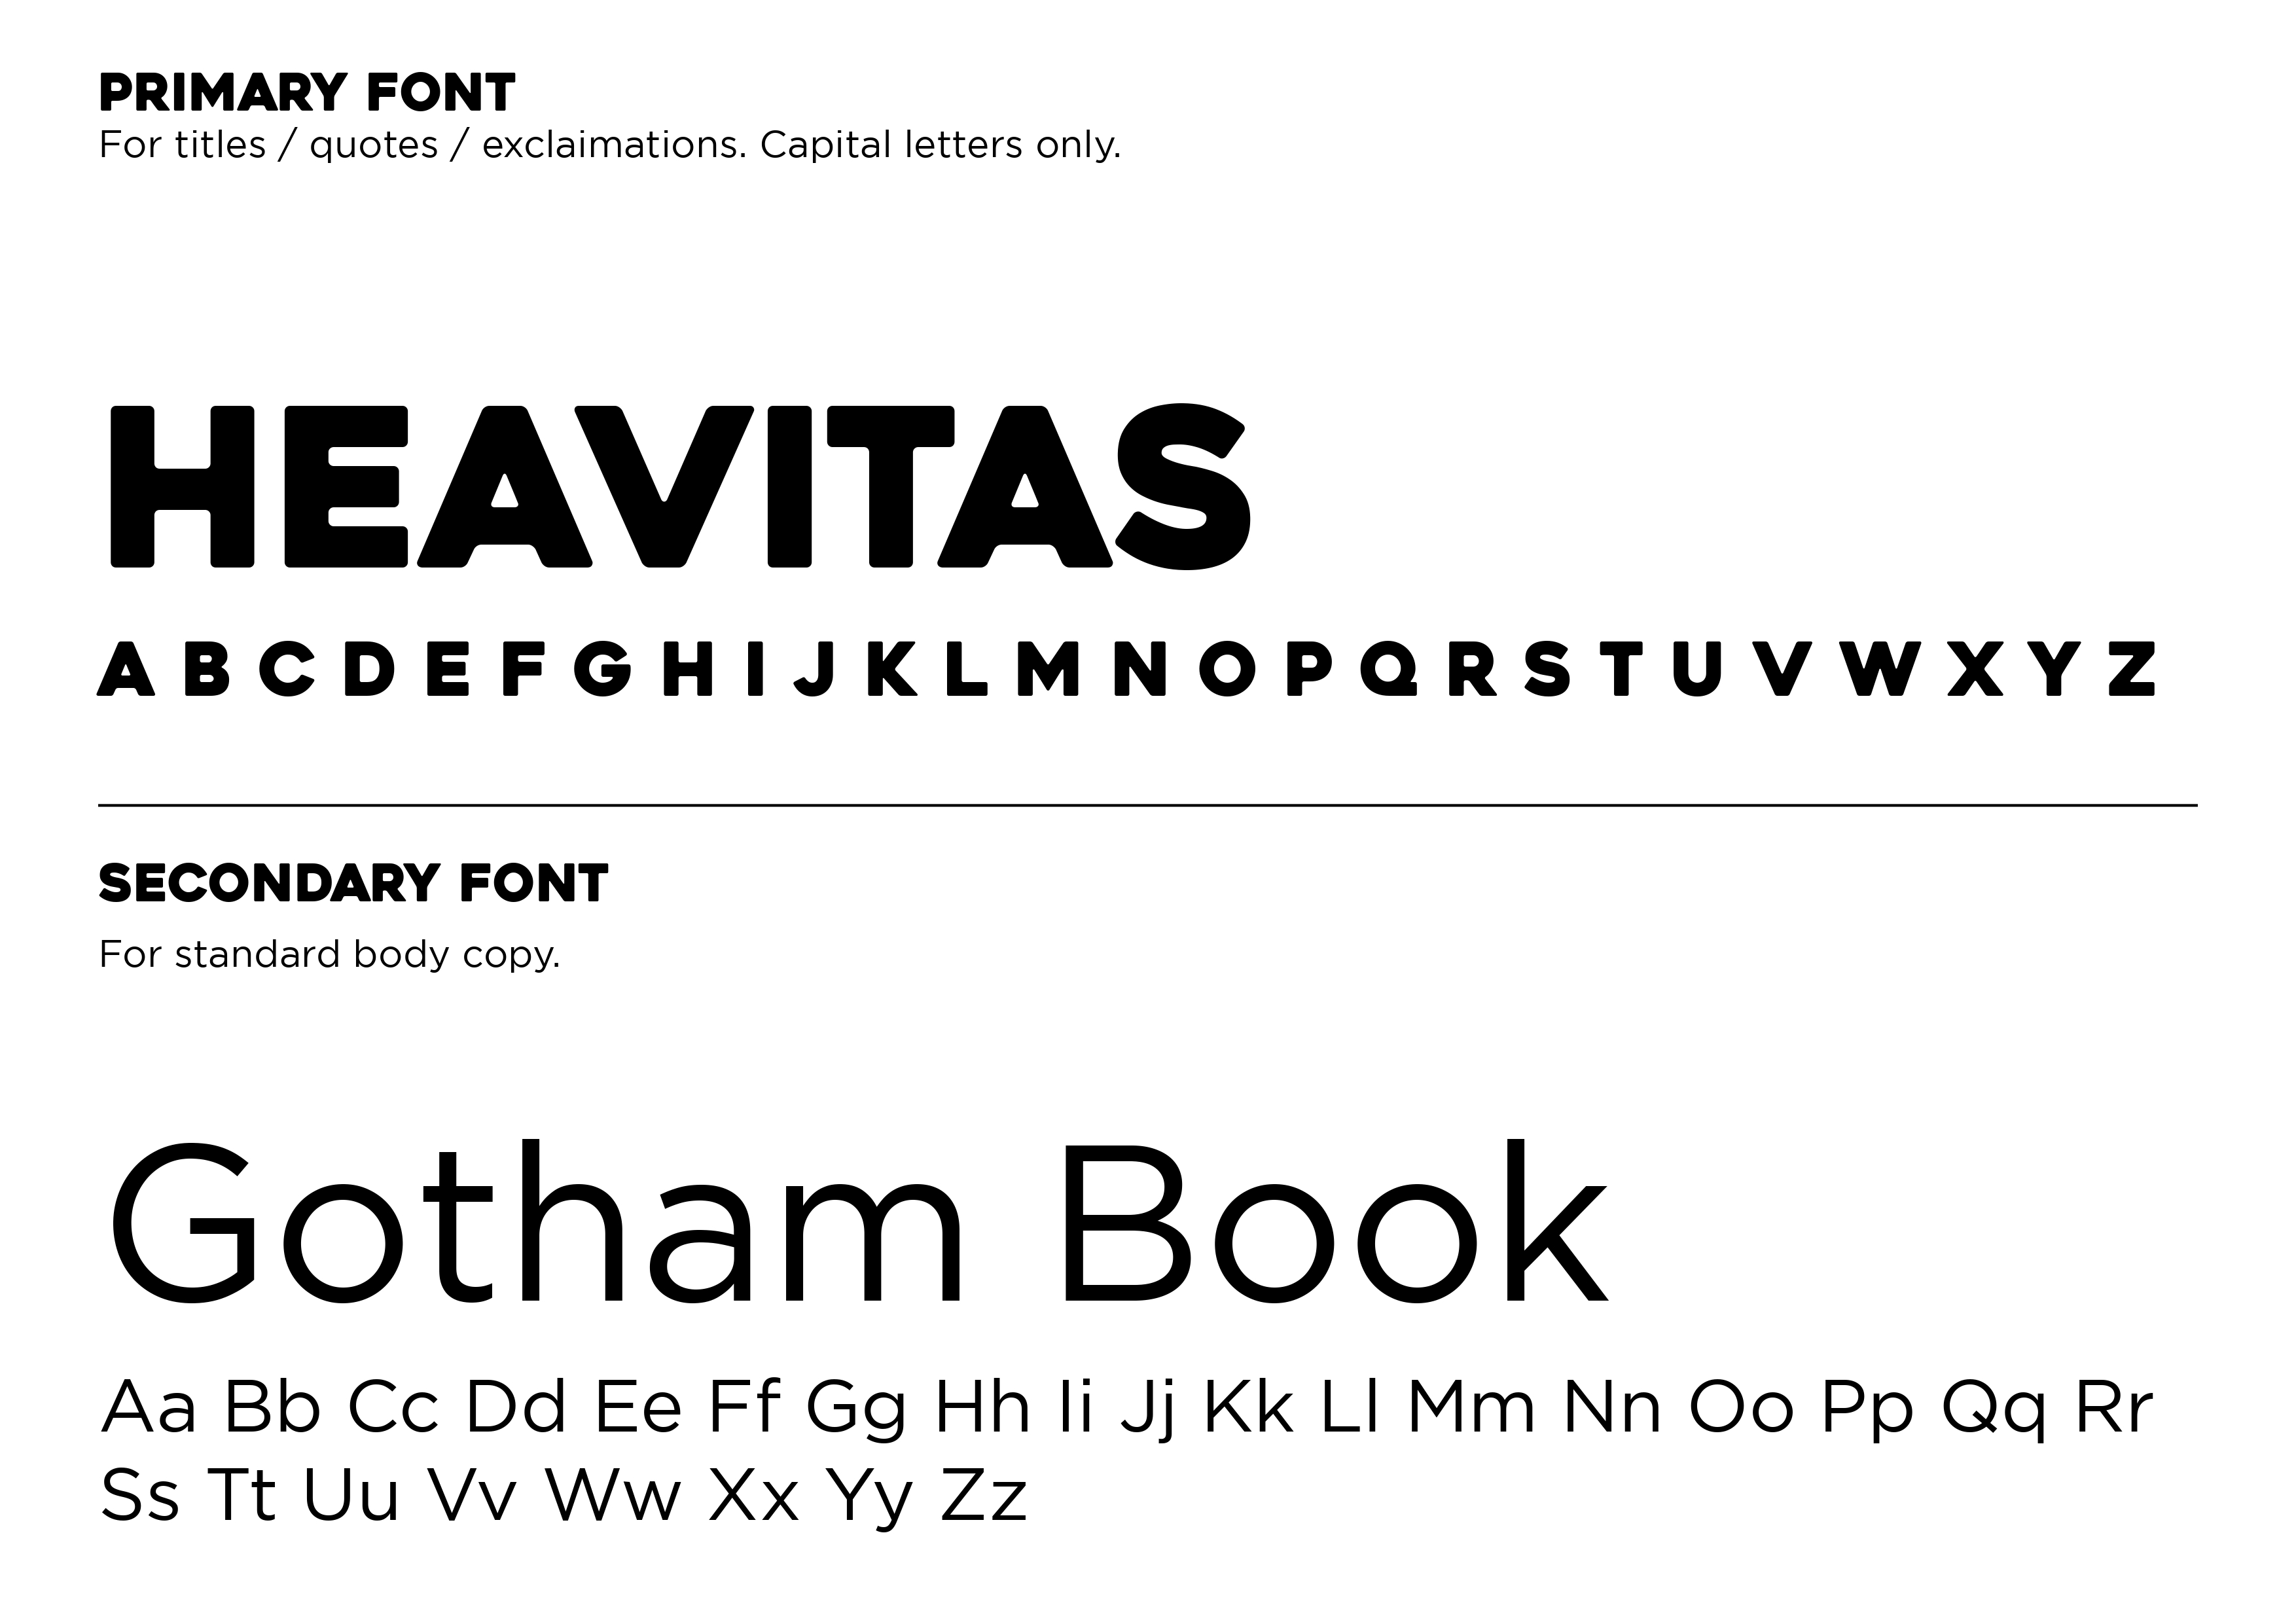 PRIMARY FONT
For titles / quotes / exclaimations. Capital letters only.
HEAVITAS
A B C D E F G H I J K L M N O P Q R S T U V W X Y Z
SECONDARY FONT
For standard body copy.
Gotham Book
Aa Bb Cc Dd Ee Ff Gg Hh Ii Jj Kk Ll Mm Nn Oo Pp Qq Rr
Ss Tt Uu Vv Ww Xx Yy Zz